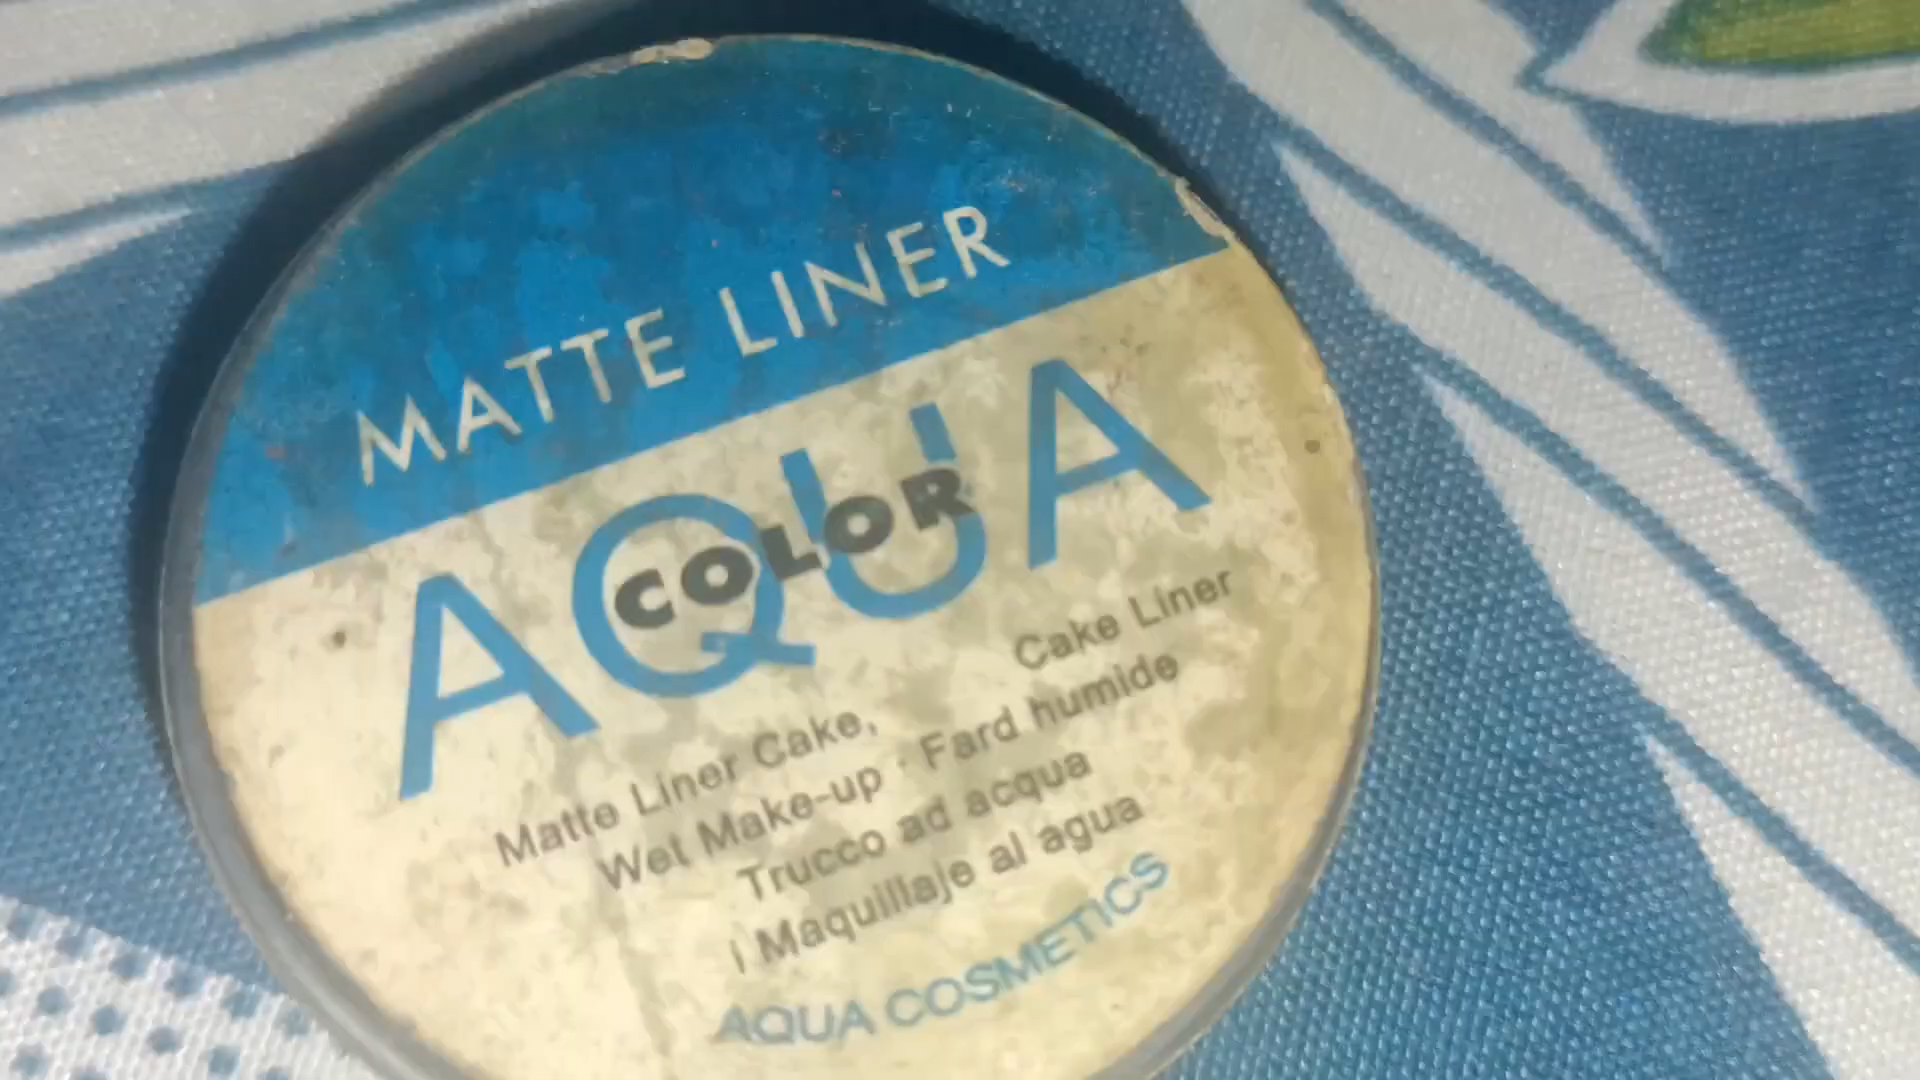 MATTE LINER
AQUA
COLOR
Matte Liner Cake, Cake Liner
Wet Make-up · Fard humide
Trucco ad acqua
i Maquillaje al agua
AQUA COSMETICS